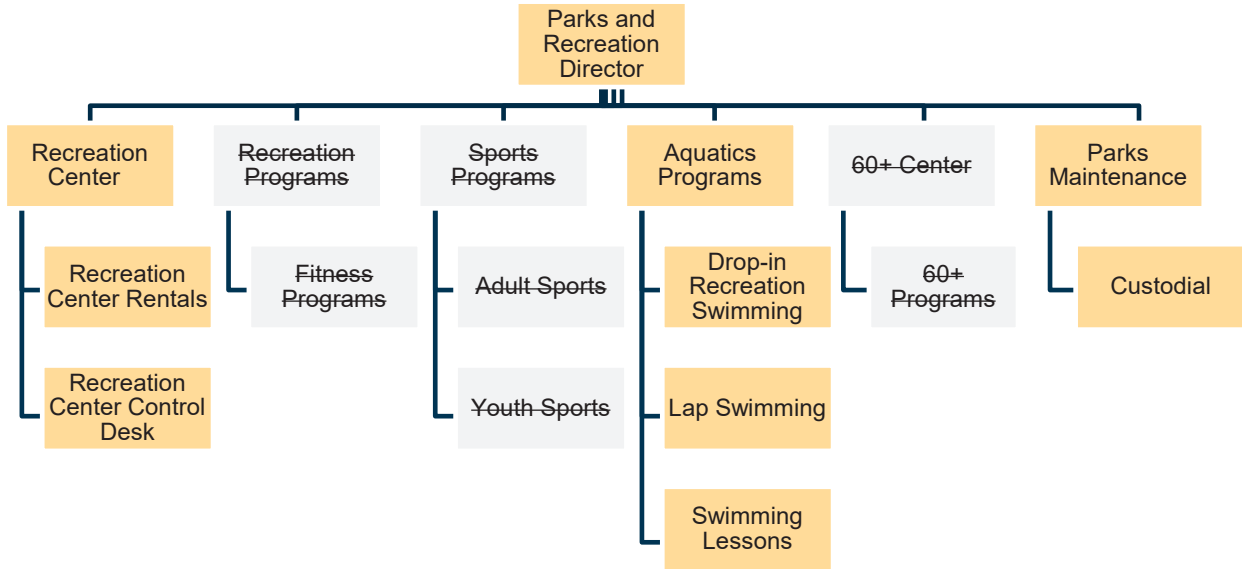 Parks and
Recreation
Director
Recreation
Center
Recreation
Programs
Sports
Programs
Aquatics
Programs
60+ Center
Parks
Maintenance
Recreation
Center Rentals
Fitness
Programs
Adult Sports
Drop-in
Recreation
Swimming
60+
Programs
Custodial
Recreation
Center Control
Desk
Youth Sports
Lap Swimming
Swimming
Lessons